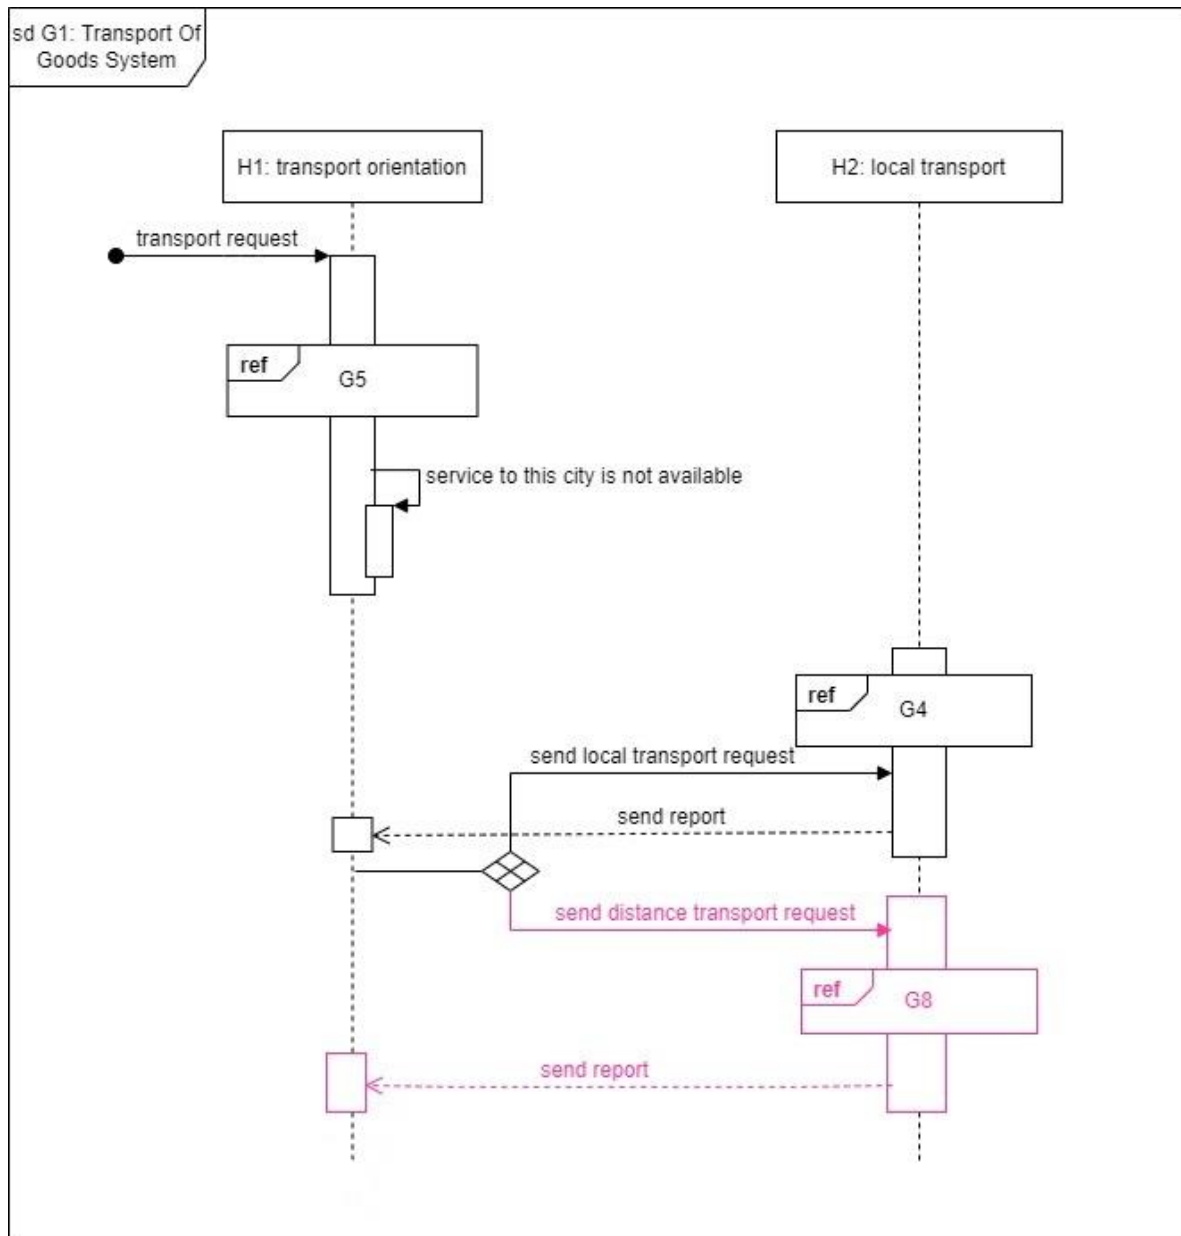 sd G1: Transport Of
Goods System
H1: transport orientation
H2: local transport
transport request
ref
G5
service to this city is not available
ref
G4
send local transport request
send report
send distance transport request
ref
G8
send report